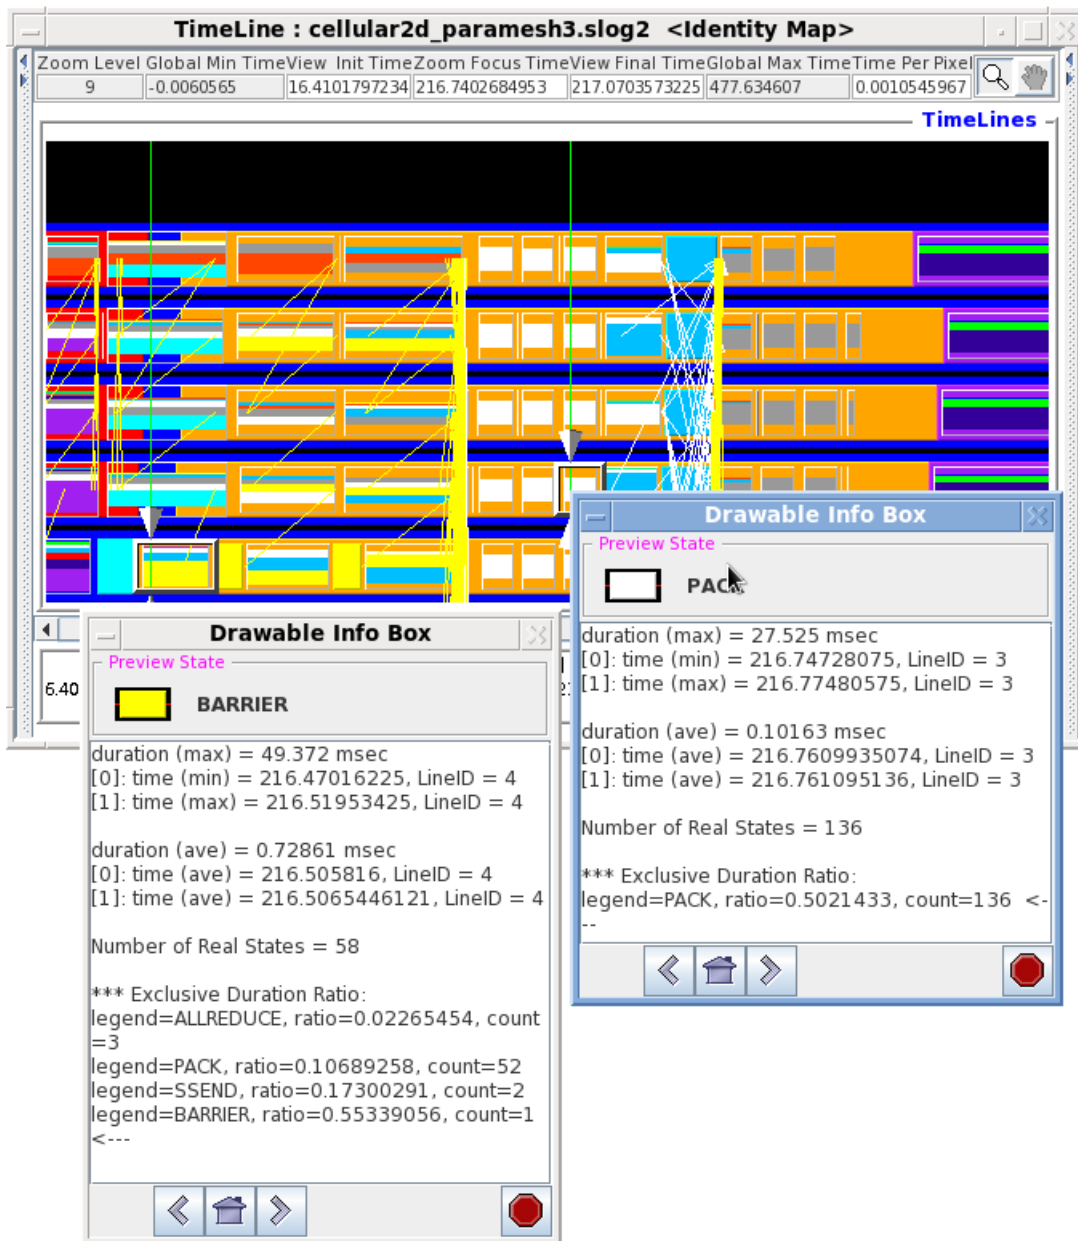 TimeLine : cellular2d_paramesh3.slog2 <Identity Map>
Zoom Level Global Min Time View Init Time Zoom Focus Time View Final Time Global Max Time Time Per Pixel
9 -0.0060565 16.4101797234 216.7402684953 217.0703573225 477.634607 0.0010545967
TimeLines
6.40
Drawable Info Box
Preview State
PACK
duration (max) = 27.525 msec
[0]: time (min) = 216.74728075, LineID = 3
[1]: time (max) = 216.77480575, LineID = 3
duration (ave) = 0.10163 msec
[0]: time (ave) = 216.7609935074, LineID = 3
[1]: time (ave) = 216.761095136, LineID = 3
Number of Real States = 136
*** Exclusive Duration Ratio:
legend=PACK, ratio=0.5021433, count=136 <-
--
Drawable Info Box
Preview State
BARRIER
duration (max) = 49.372 msec
[0]: time (min) = 216.47016225, LineID = 4
[1]: time (max) = 216.51953425, LineID = 4
duration (ave) = 0.72861 msec
[0]: time (ave) = 216.505816, LineID = 4
[1]: time (ave) = 216.5065446121, LineID = 4
Number of Real States = 58
*** Exclusive Duration Ratio:
legend=ALLREDUCE, ratio=0.02265454, count
=3
legend=PACK, ratio=0.10689258, count=52
legend=SSEND, ratio=0.17300291, count=2
legend=BARRIER, ratio=0.55339056, count=1
<---